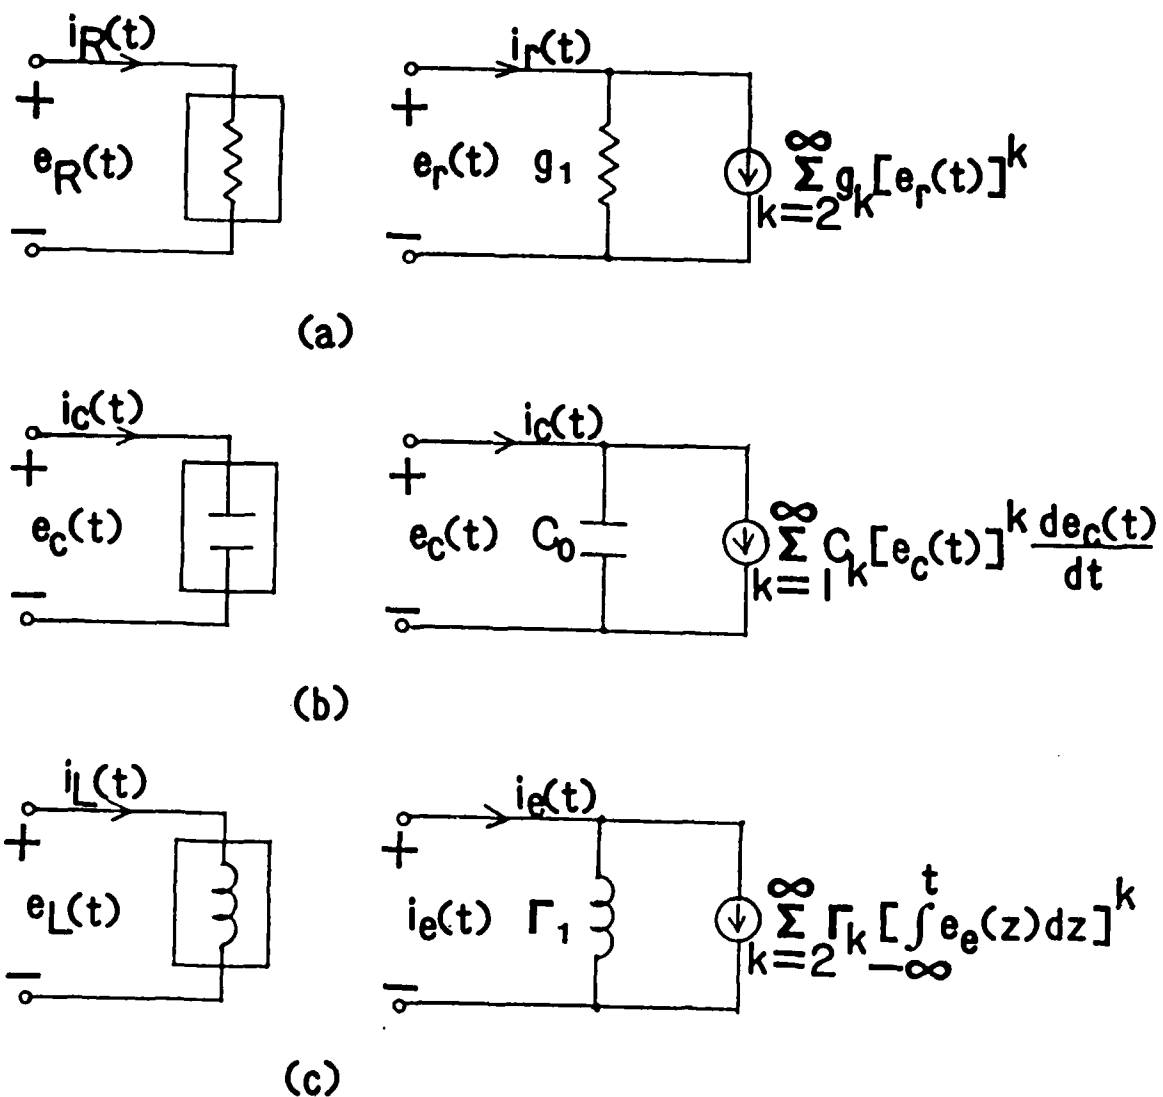 iR(t) ir(t)
+ +
eR(t) er(t) g1 ∞ Σ k=2 gk[er(t)]^k
− −
(a)
ic(t) ic(t)
+ +
ec(t) ec(t) C0 ∞ Σ k=1 Ck[ec(t)]^k dec(t)/dt
− −
(b)
iL(t) ie(t)
+ +
eL(t) ie(t) Γ1 ∞ Σ k=2 Γk[∫ t −∞ ee(z)dz]^k
− −
(c)